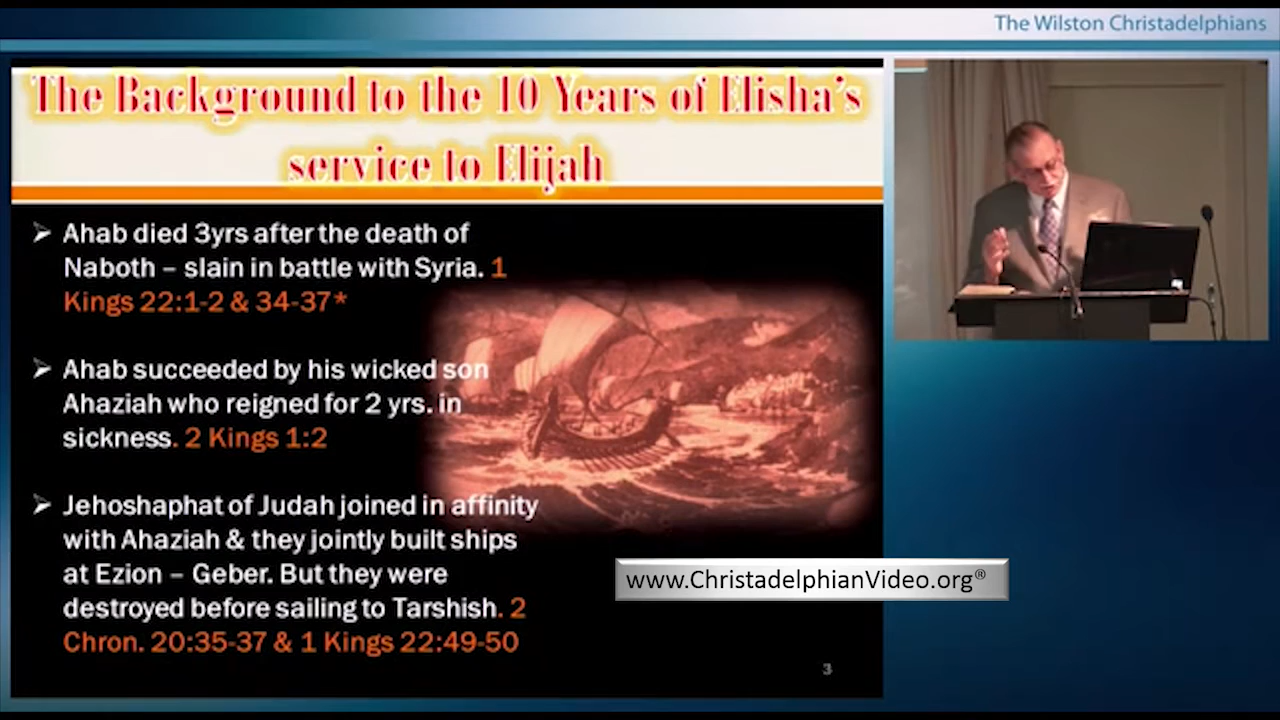 The Wilston Christadelphians
The Background to the 10 Years of Elisha's
service to Elijah
➢ Ahab died 3yrs after the death of
Naboth – slain in battle with Syria. 1
Kings 22:1-2 & 34-37*
➢ Ahab succeeded by his wicked son
Ahaziah who reigned for 2 yrs. in
sickness. 2 Kings 1:2
➢ Jehoshaphat of Judah joined in affinity
with Ahaziah & they jointly built ships
at Ezion – Geber. But they were
destroyed before sailing to Tarshish. 2
Chron. 20:35-37 & 1 Kings 22:49-50
www.ChristadelphianVideo.org®
3